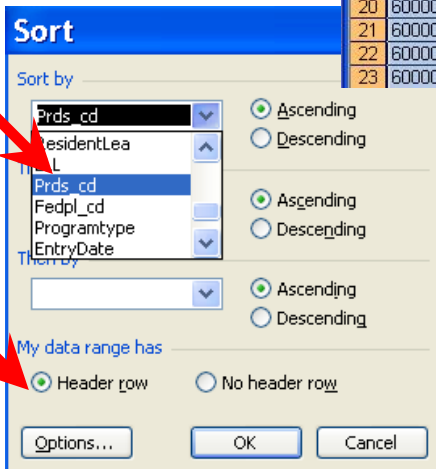 20 60000
21 60000
22 60000
23 60000
Sort
Sort by
Prds_cd
Ascending
Descending
ResidentLea
Prds_cd
Fedpl_cd
Programtype
EntryDate
Ascending
Descending
Then by
Ascending
Descending
My data range has
Header row
No header row
Options...
OK
Cancel